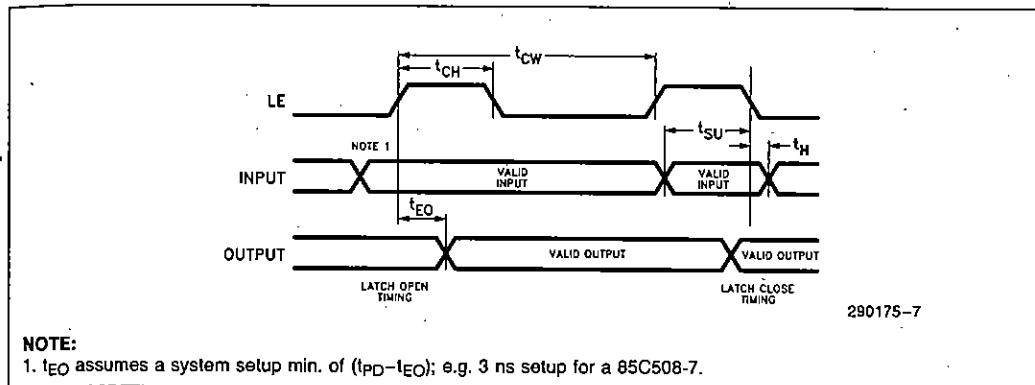 tCW
tCH
LE
tSU
tH
NOTE 1
INPUT
VALID
INPUT
VALID
INPUT
tEO
OUTPUT
VALID OUTPUT
VALID OUTPUT
LATCH OPEN
TIMING
LATCH CLOSE
TIMING
290175-7
NOTE:
1. tEO assumes a system setup min. of (tPD–tEO); e.g. 3 ns setup for a 85C508-7.